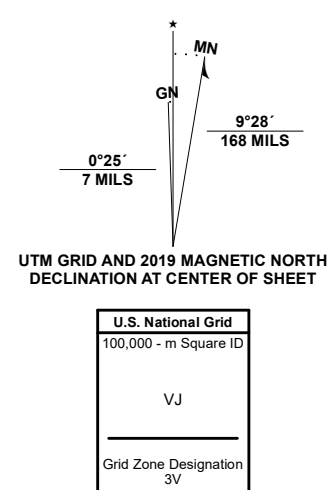 ★
MN
GN
9°28´
168 MILS
0°25´
7 MILS
UTM GRID AND 2019 MAGNETIC NORTH
DECLINATION AT CENTER OF SHEET
U.S. National Grid
100,000 - m Square ID
VJ
Grid Zone Designation
3V